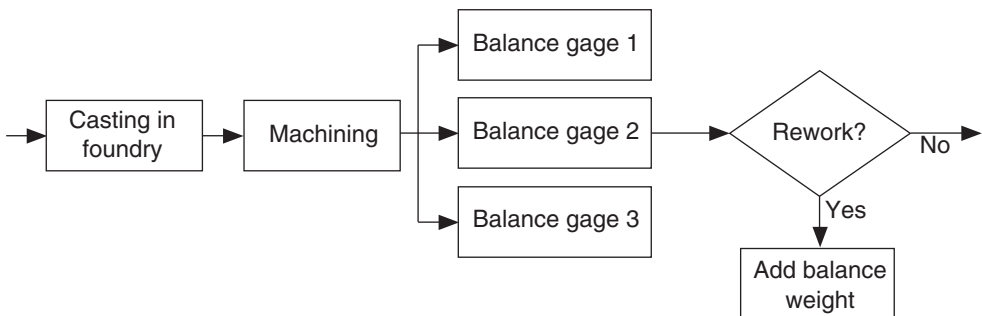 Casting in
foundry
Machining
Balance gage 1
Balance gage 2
Balance gage 3
Rework?
No
Yes
Add balance
weight